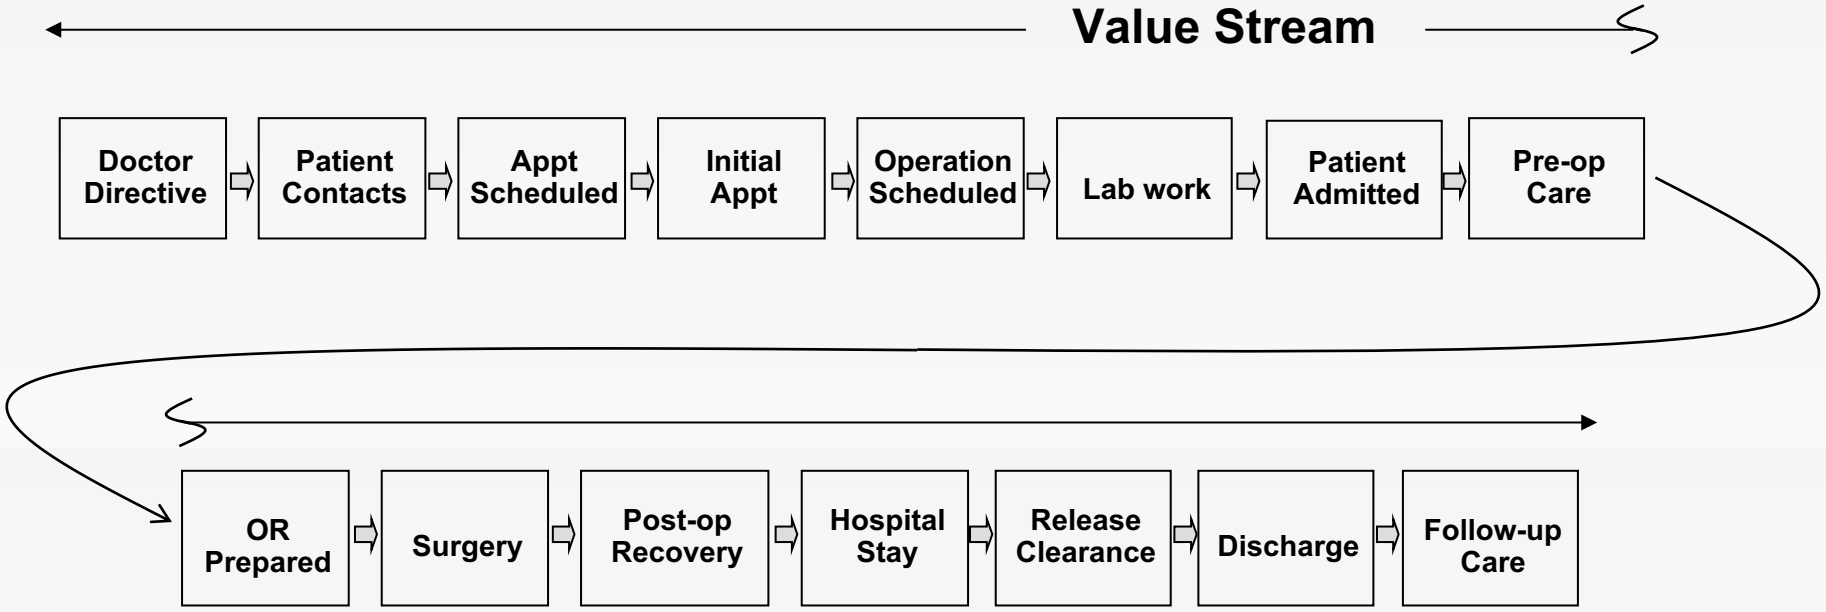 Value Stream
Doctor
Directive
Patient
Contacts
Appt
Scheduled
Initial
Appt
Operation
Scheduled
Lab work
Patient
Admitted
Pre-op
Care
OR
Prepared
Surgery
Post-op
Recovery
Hospital
Stay
Release
Clearance
Discharge
Follow-up
Care